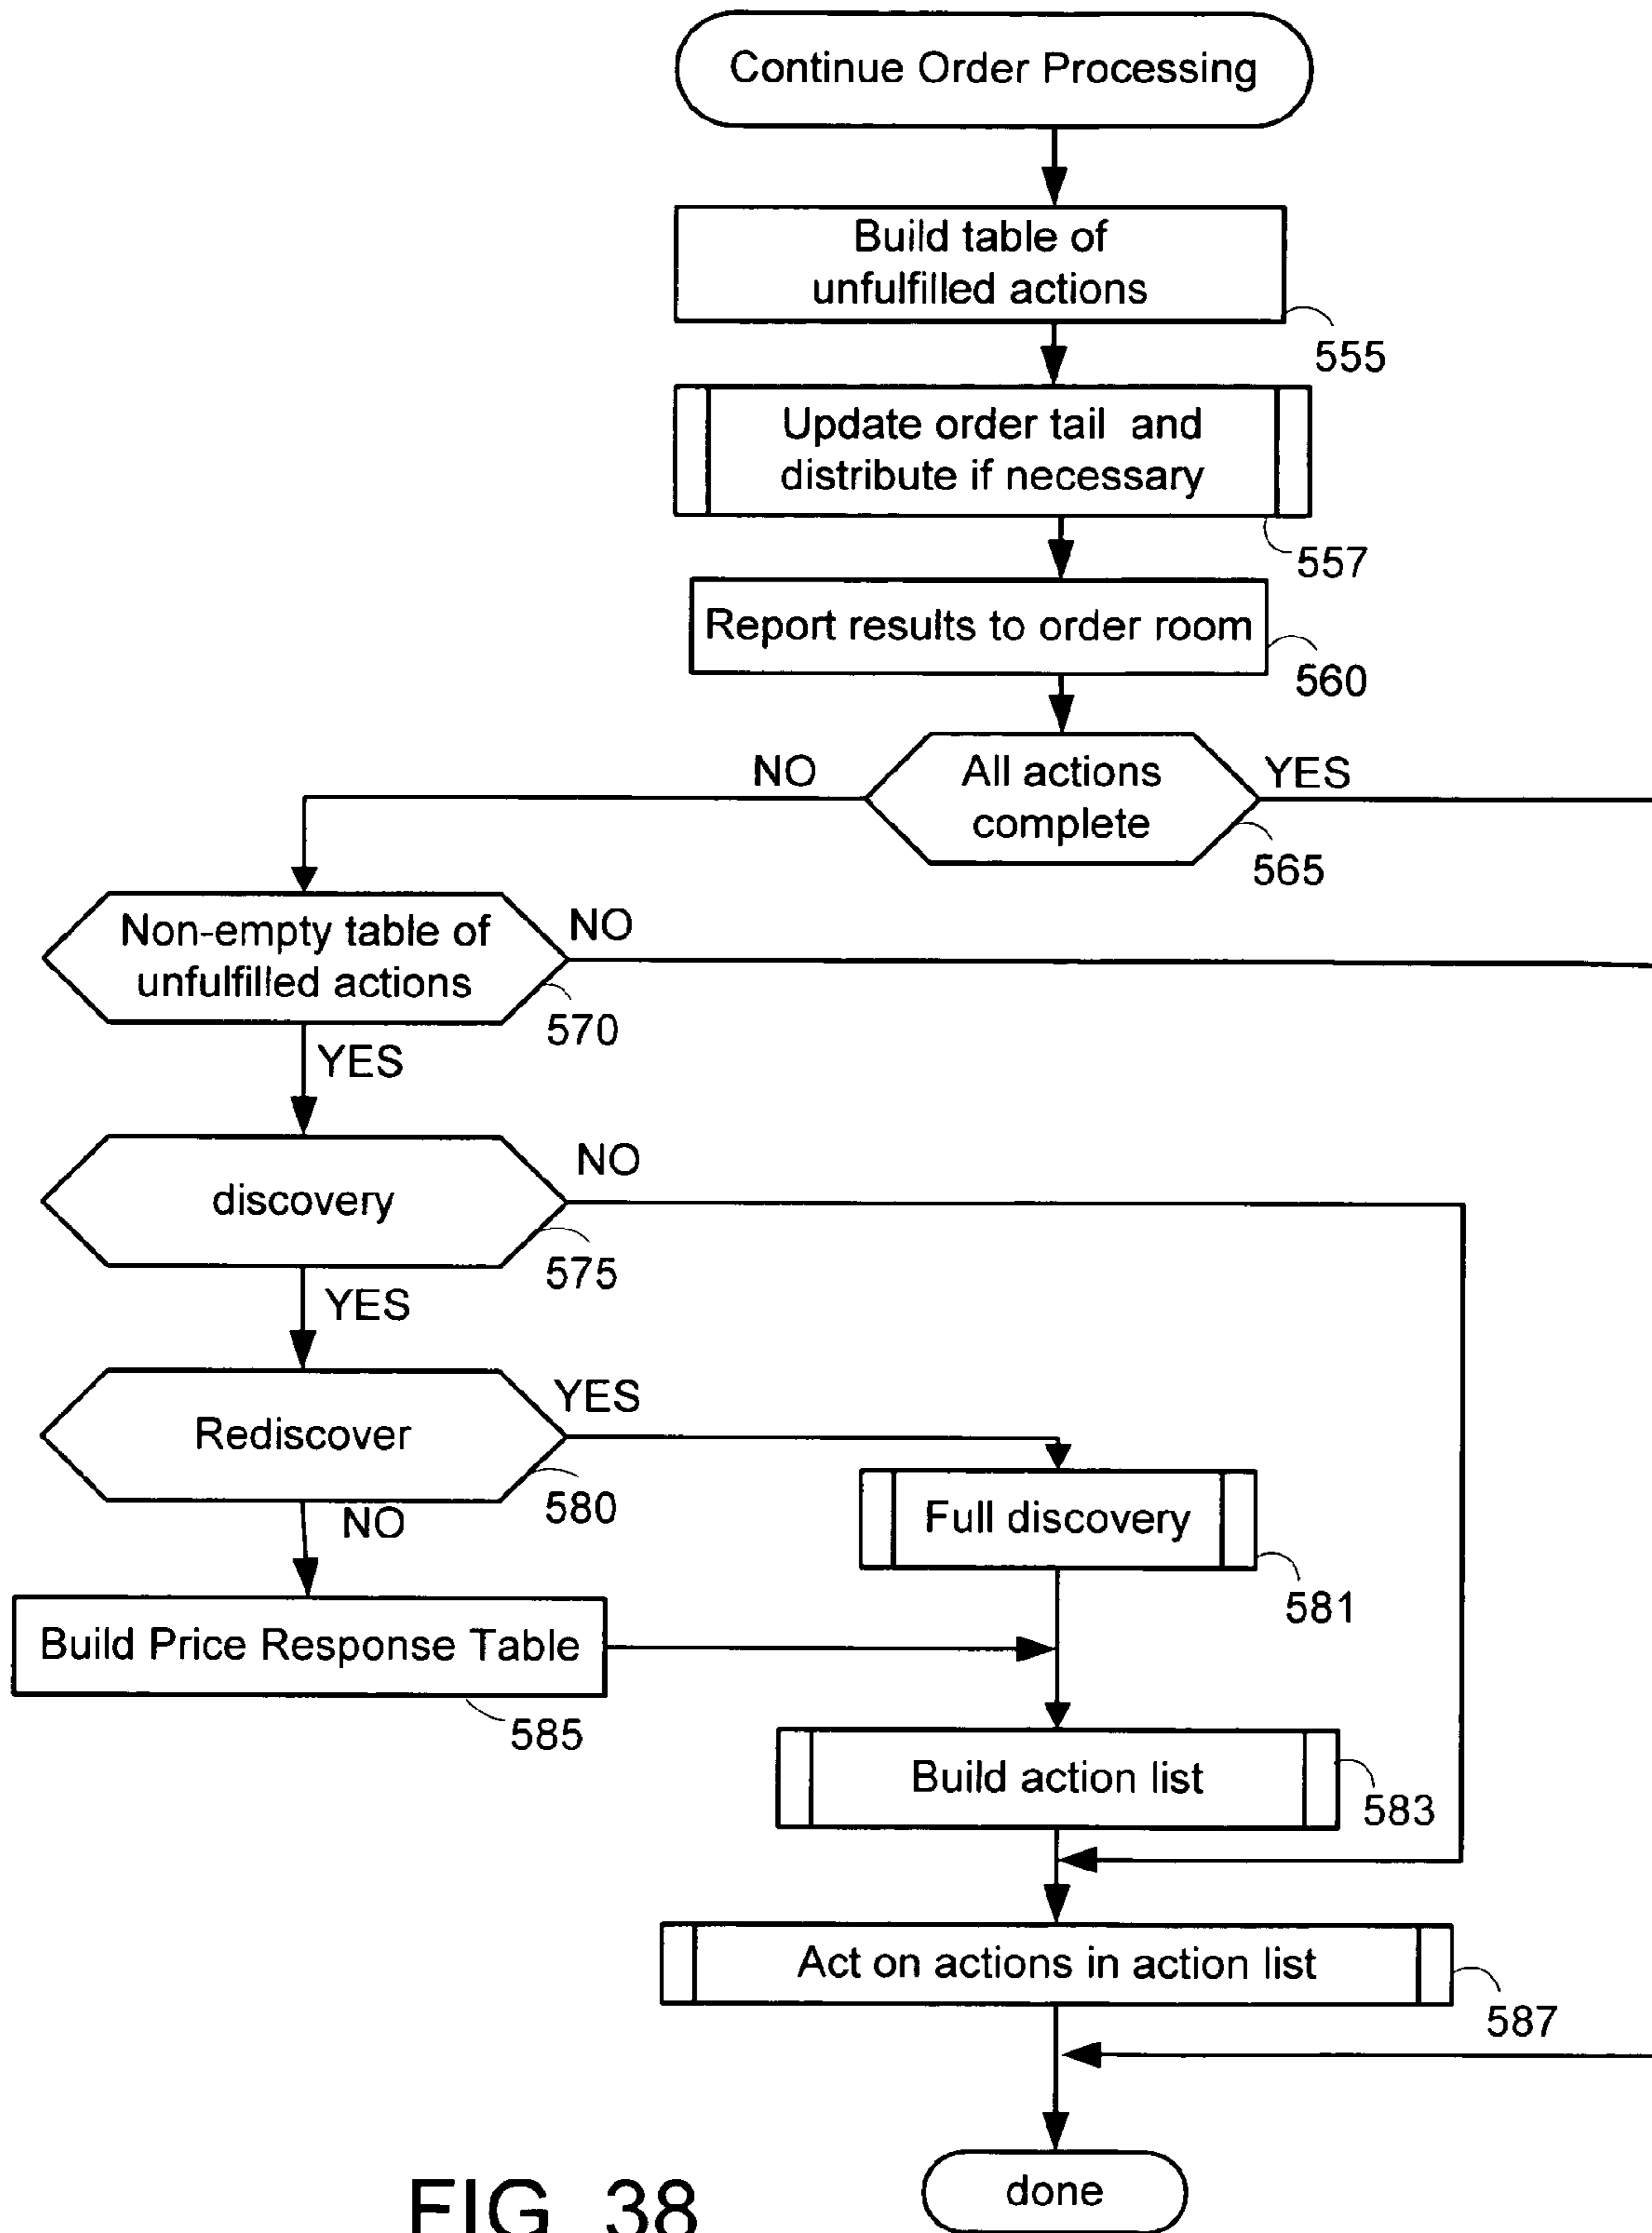 Continue Order Processing
Build table of
unfulfilled actions
555
Update order tail and
distribute if necessary
557
Report results to order room
560
NO
All actions
complete
YES
565
Non-empty table of
unfulfilled actions
NO
570
YES
discovery
NO
575
YES
Rediscover
YES
580
NO
Full discovery
581
Build Price Response Table
585
Build action list
583
Act on actions in action list
587
done
FIG. 38